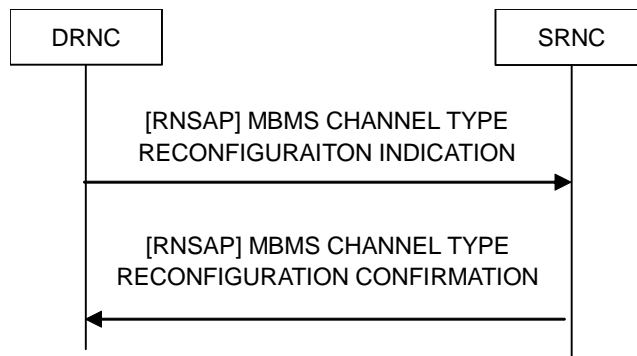 DRNC
SRNC
[RNSAP] MBMS CHANNEL TYPE
RECONFIGURAITON INDICATION
[RNSAP] MBMS CHANNEL TYPE
RECONFIGURATION CONFIRMATION